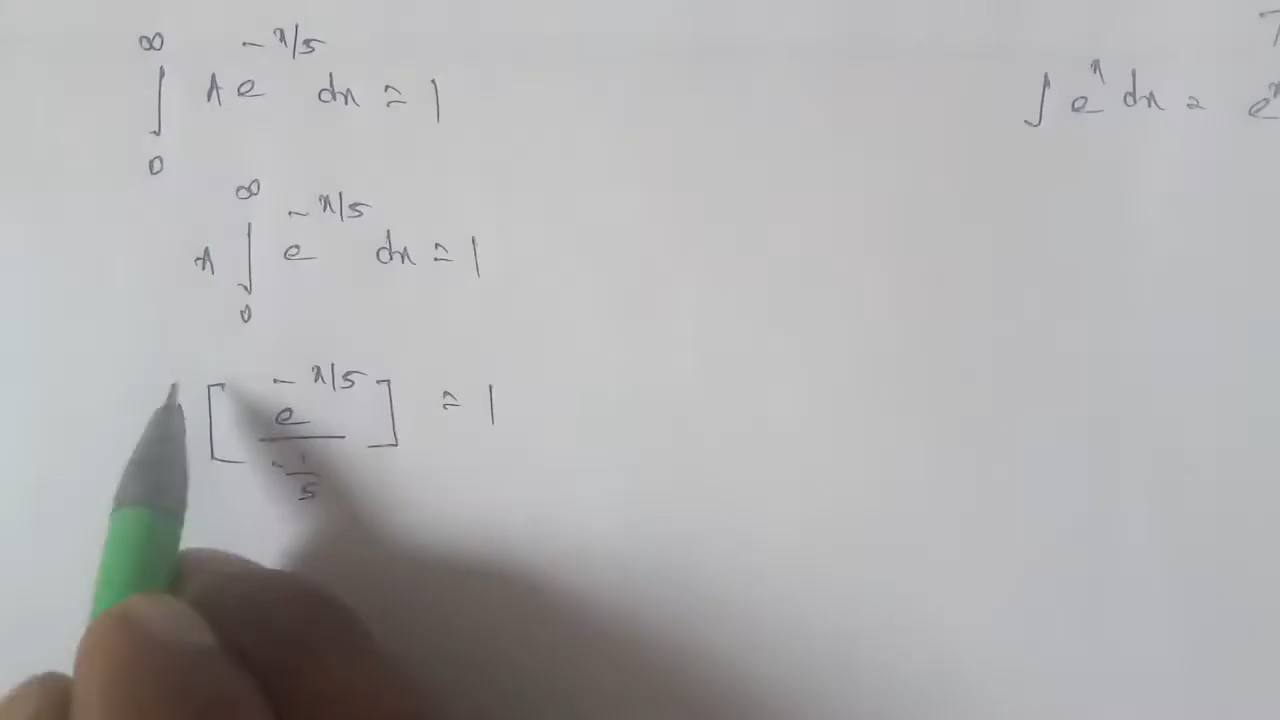 ∫₀^∞ A e^(-x/5) dx = 1
∫ e^x dx = e^x
A ∫₀^∞ e^(-x/5) dx = 1
[ e^(-x/5) / (-1/5) ] = 1